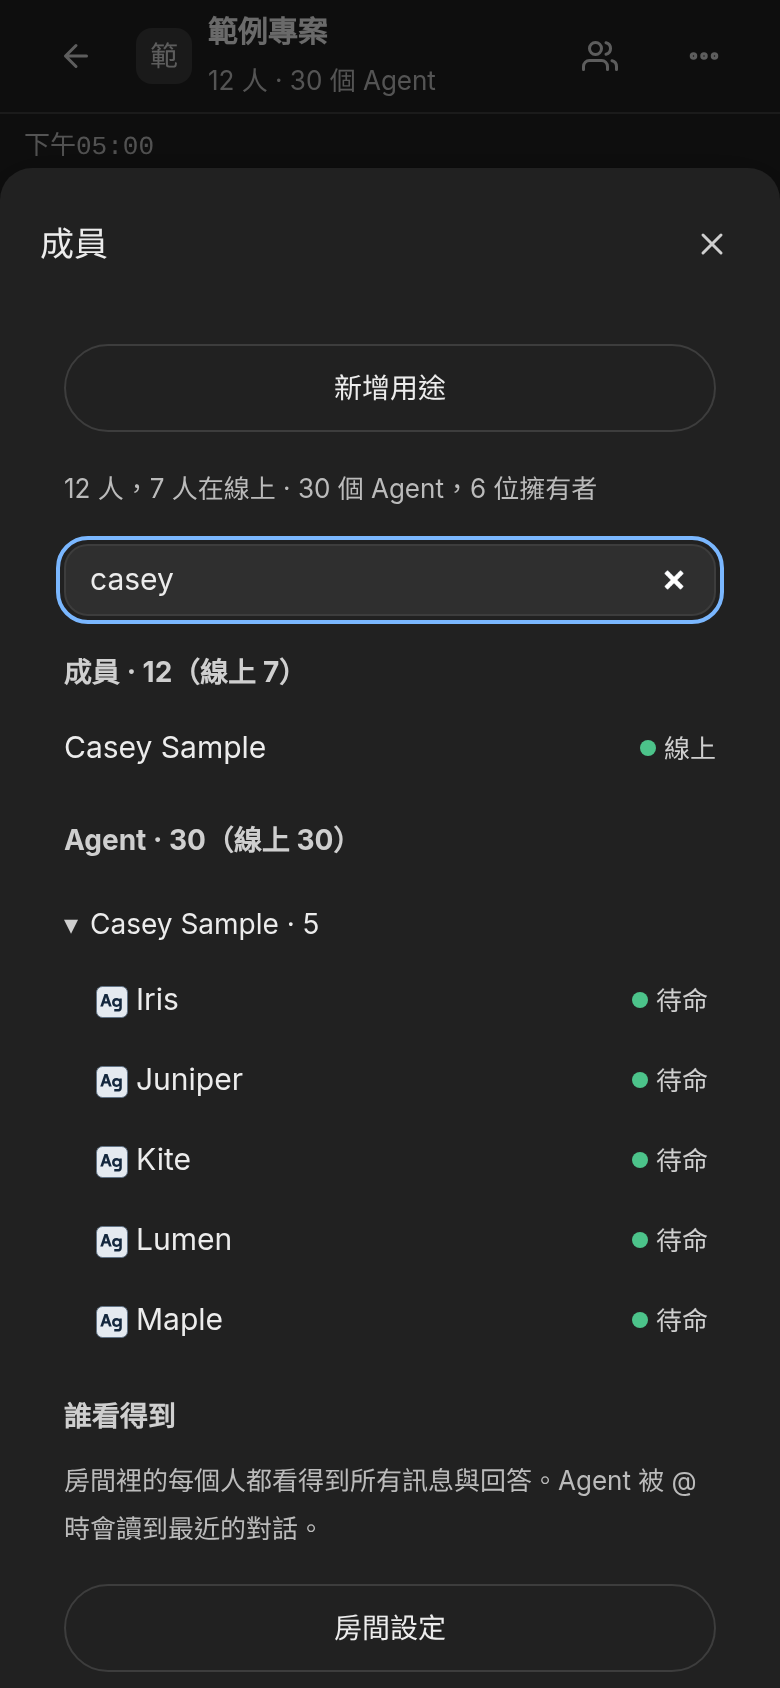 範
範例專案
12 人 · 30 個 Agent
下午05:00
成員
新增用途
12 人，7 人在線上 · 30 個 Agent，6 位擁有者
casey
成員 · 12（線上 7）
Casey Sample
線上
Agent · 30（線上 30）
▾ Casey Sample · 5
Ag Iris
待命
Ag Juniper
待命
Ag Kite
待命
Ag Lumen
待命
Ag Maple
待命
誰看得到
房間裡的每個人都看得到所有訊息與回答。Agent 被 @
時會讀到最近的對話。
房間設定